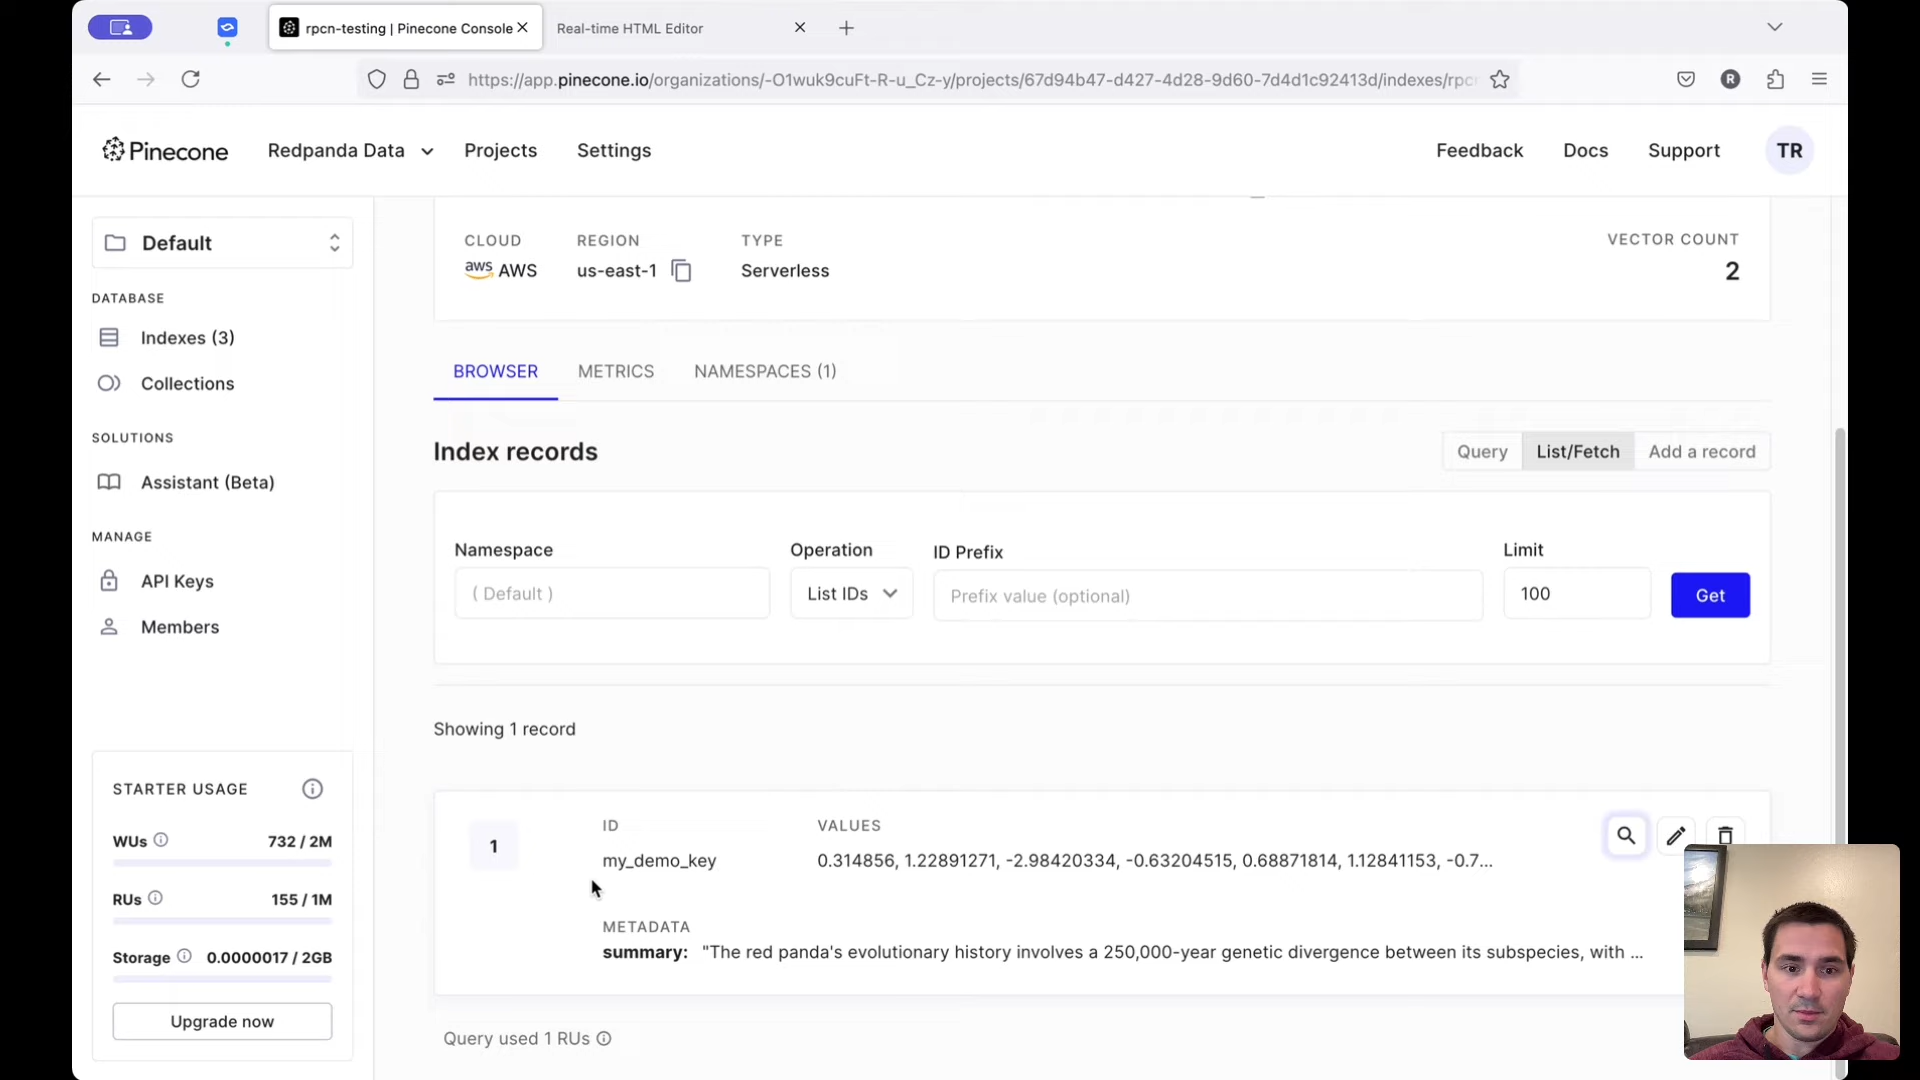 rpcn-testing | Pinecone Console
Real-time HTML Editor
https://app.pinecone.io/organizations/-O1wuk9cuFt-R-u_Cz-y/projects/67d94b47-d427-4d28-9d60-7d4d1c92413d/indexes/rpcn
R
Pinecone
Redpanda Data
Projects
Settings
Feedback
Docs
Support
TR
Default
DATABASE
Indexes (3)
Collections
SOLUTIONS
Assistant (Beta)
MANAGE
API Keys
Members
STARTER USAGE
WUs 732 / 2M
RUs 155 / 1M
Storage 0.0000017 / 2GB
Upgrade now
CLOUD
aws AWS
REGION
us-east-1
TYPE
Serverless
VECTOR COUNT
2
BROWSER
METRICS
NAMESPACES (1)
Index records
Query
List/Fetch
Add a record
Namespace
( Default )
Operation
List IDs
ID Prefix
Prefix value (optional)
Limit
100
Get
Showing 1 record
1
ID
my_demo_key
VALUES
0.314856, 1.22891271, -2.98420334, -0.63204515, 0.68871814, 1.12841153, -0.7...
METADATA
summary: "The red panda's evolutionary history involves a 250,000-year genetic divergence between its subspecies, with ...
Query used 1 RUs